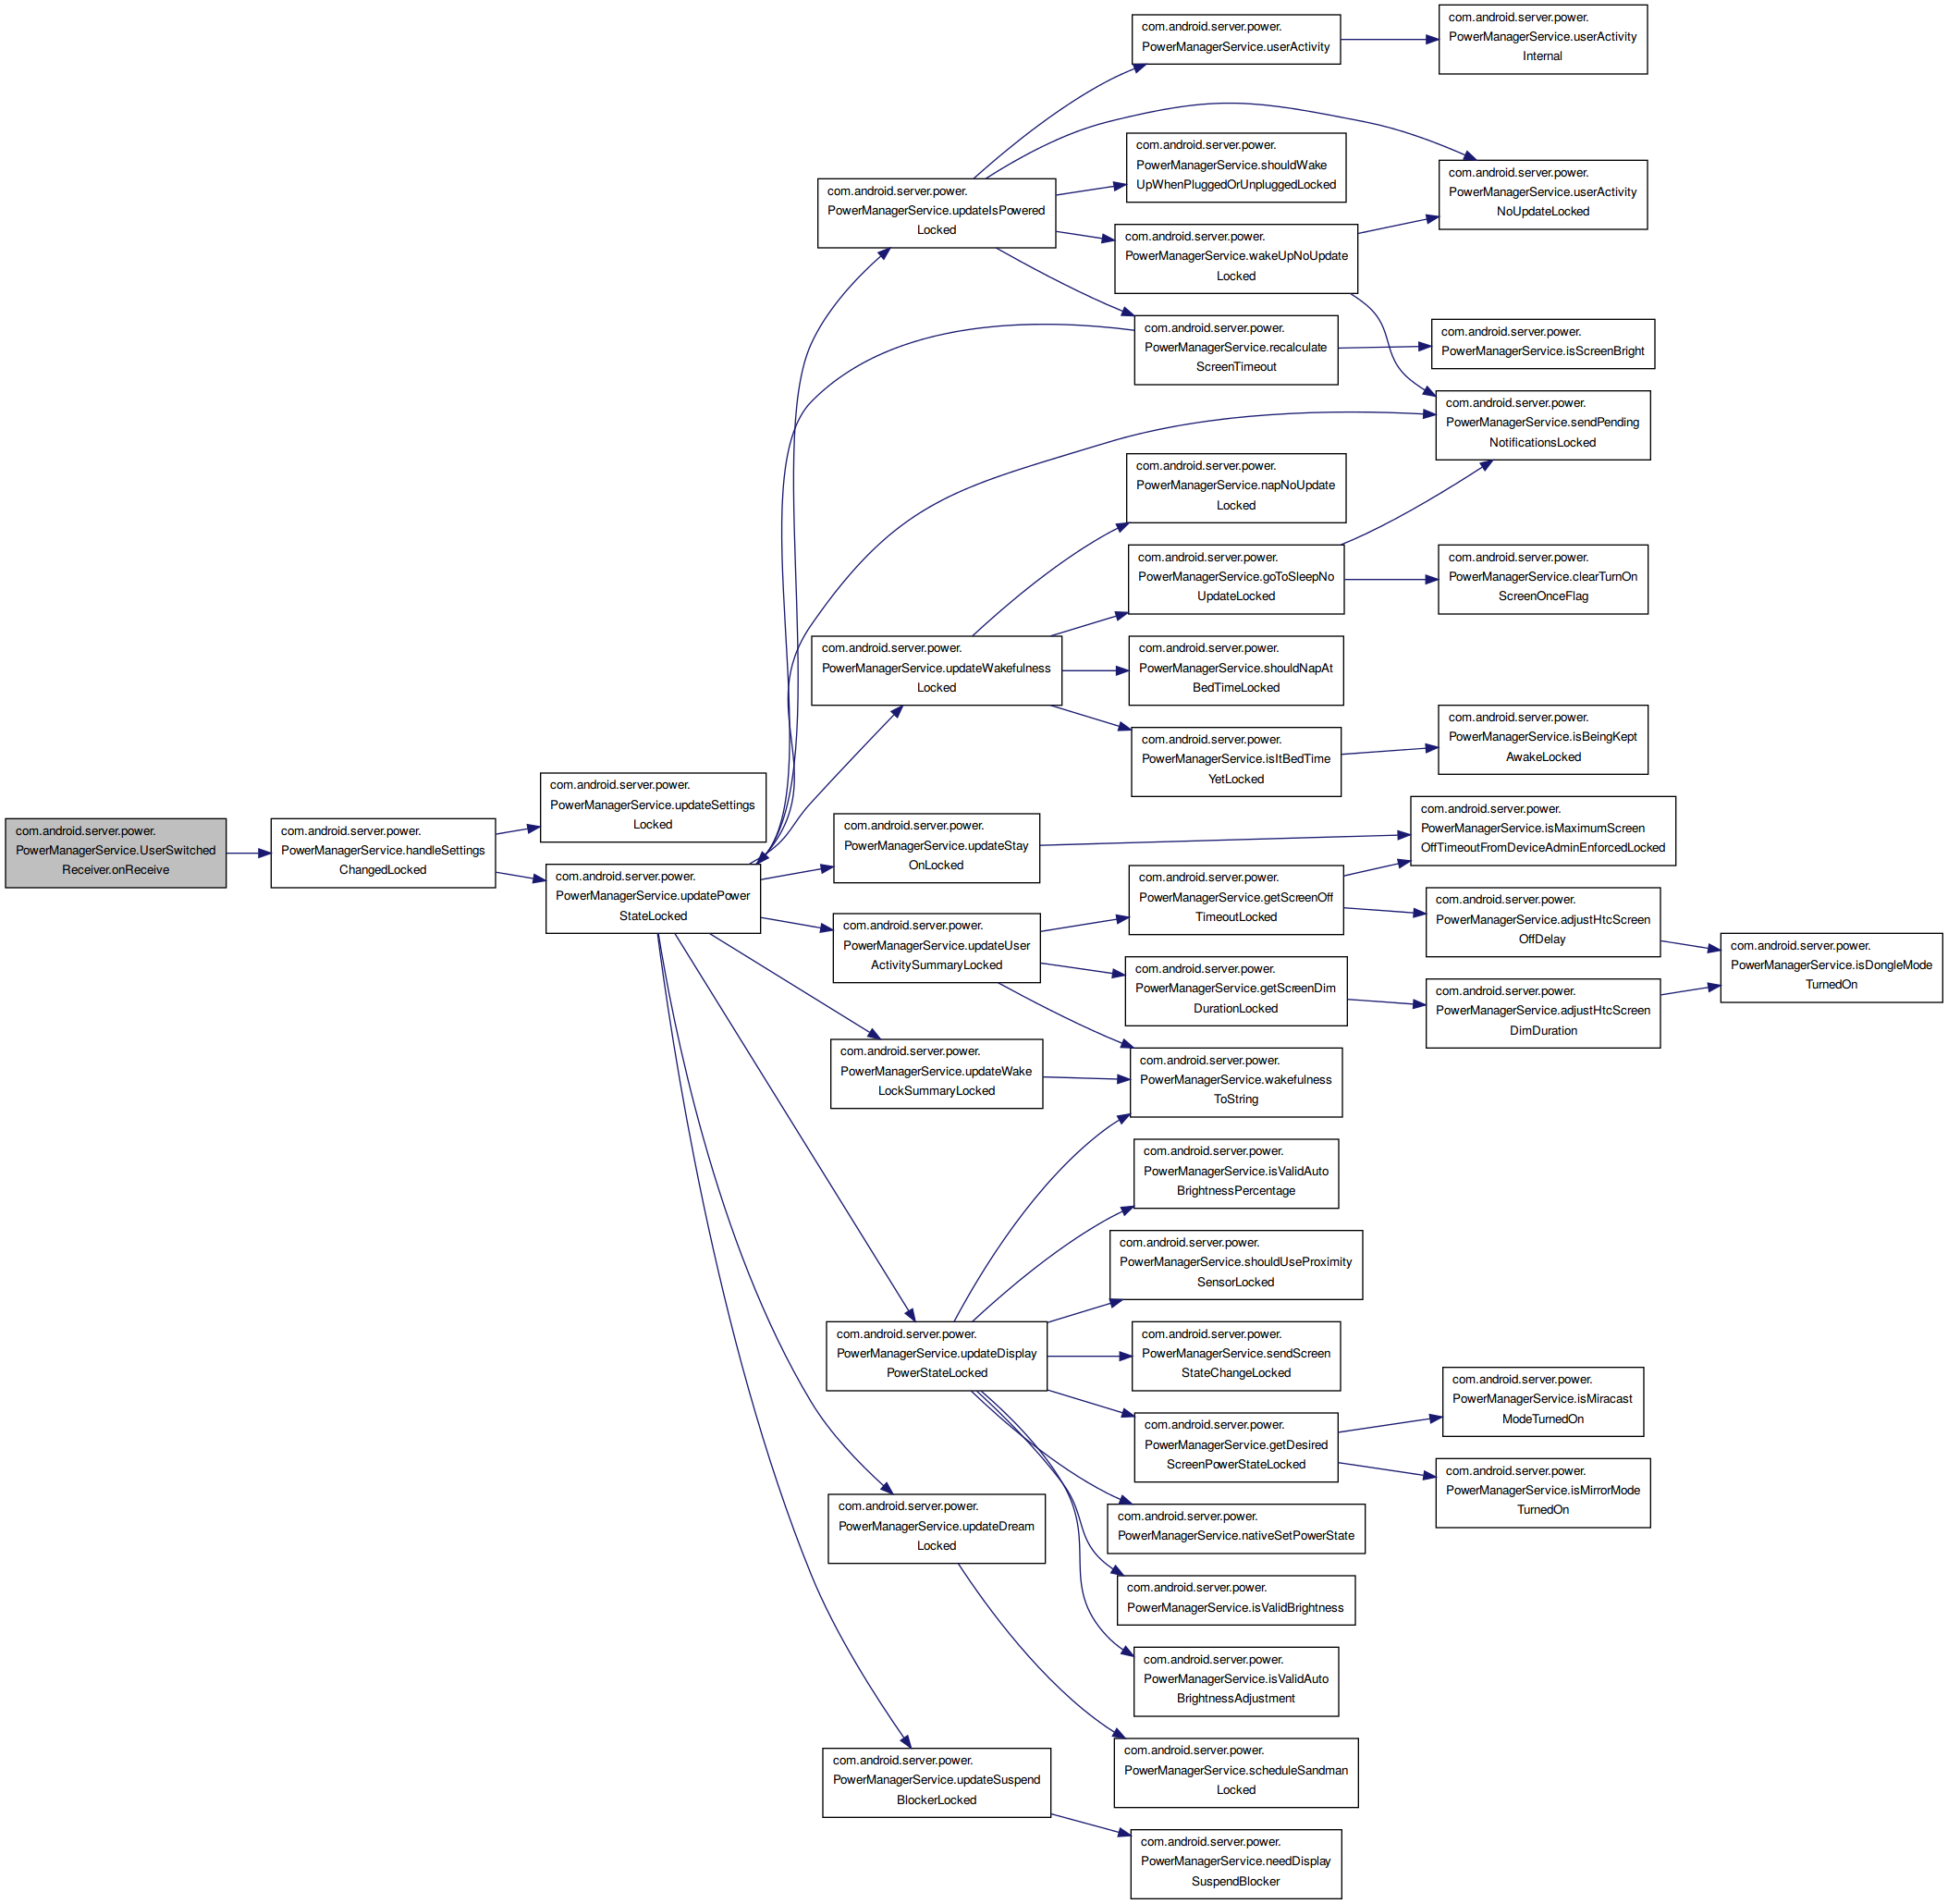 com.android.server.power.
PowerManagerService.UserSwitched
Receiver.onReceive
com.android.server.power.
PowerManagerService.handleSettings
ChangedLocked
com.android.server.power.
PowerManagerService.updateSettings
Locked
com.android.server.power.
PowerManagerService.updatePower
StateLocked
com.android.server.power.
PowerManagerService.updateIsPowered
Locked
com.android.server.power.
PowerManagerService.updateWakefulness
Locked
com.android.server.power.
PowerManagerService.updateStay
OnLocked
com.android.server.power.
PowerManagerService.updateUser
ActivitySummaryLocked
com.android.server.power.
PowerManagerService.updateWake
LockSummaryLocked
com.android.server.power.
PowerManagerService.updateDisplay
PowerStateLocked
com.android.server.power.
PowerManagerService.updateDream
Locked
com.android.server.power.
PowerManagerService.updateSuspend
BlockerLocked
com.android.server.power.
PowerManagerService.userActivity
com.android.server.power.
PowerManagerService.shouldWake
UpWhenPluggedOrUnpluggedLocked
com.android.server.power.
PowerManagerService.wakeUpNoUpdate
Locked
com.android.server.power.
PowerManagerService.recalculate
ScreenTimeout
com.android.server.power.
PowerManagerService.napNoUpdate
Locked
com.android.server.power.
PowerManagerService.goToSleepNo
UpdateLocked
com.android.server.power.
PowerManagerService.shouldNapAt
BedTimeLocked
com.android.server.power.
PowerManagerService.isItBedTime
YetLocked
com.android.server.power.
PowerManagerService.getScreenOff
TimeoutLocked
com.android.server.power.
PowerManagerService.getScreenDim
DurationLocked
com.android.server.power.
PowerManagerService.wakefulness
ToString
com.android.server.power.
PowerManagerService.isValidAuto
BrightnessPercentage
com.android.server.power.
PowerManagerService.shouldUseProximity
SensorLocked
com.android.server.power.
PowerManagerService.sendScreen
StateChangeLocked
com.android.server.power.
PowerManagerService.getDesired
ScreenPowerStateLocked
com.android.server.power.
PowerManagerService.nativeSetPowerState
com.android.server.power.
PowerManagerService.isValidBrightness
com.android.server.power.
PowerManagerService.isValidAuto
BrightnessAdjustment
com.android.server.power.
PowerManagerService.scheduleSandman
Locked
com.android.server.power.
PowerManagerService.needDisplay
SuspendBlocker
com.android.server.power.
PowerManagerService.userActivity
Internal
com.android.server.power.
PowerManagerService.userActivity
NoUpdateLocked
com.android.server.power.
PowerManagerService.isScreenBright
com.android.server.power.
PowerManagerService.sendPending
NotificationsLocked
com.android.server.power.
PowerManagerService.clearTurnOn
ScreenOnceFlag
com.android.server.power.
PowerManagerService.isBeingKept
AwakeLocked
com.android.server.power.
PowerManagerService.isMaximumScreen
OffTimeoutFromDeviceAdminEnforcedLocked
com.android.server.power.
PowerManagerService.adjustHtcScreen
OffDelay
com.android.server.power.
PowerManagerService.adjustHtcScreen
DimDuration
com.android.server.power.
PowerManagerService.isMiracast
ModeTurnedOn
com.android.server.power.
PowerManagerService.isMirrorMode
TurnedOn
com.android.server.power.
PowerManagerService.isDongleMode
TurnedOn